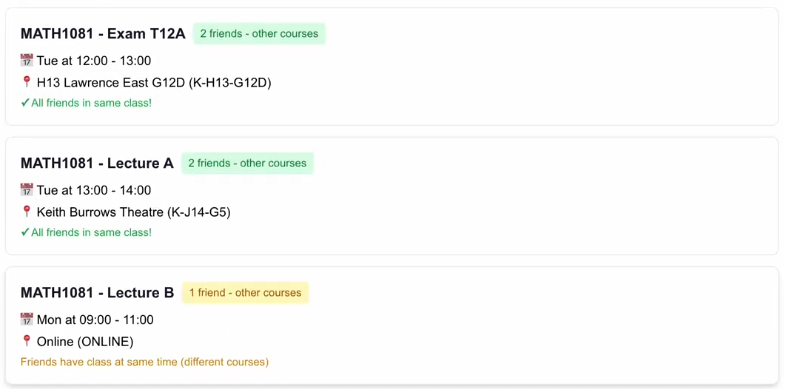 MATH1081 - Exam T12A 2 friends - other courses
Tue at 12:00 - 13:00
H13 Lawrence East G12D (K-H13-G12D)
✓All friends in same class!
MATH1081 - Lecture A 2 friends - other courses
Tue at 13:00 - 14:00
Keith Burrows Theatre (K-J14-G5)
✓All friends in same class!
MATH1081 - Lecture B 1 friend - other courses
Mon at 09:00 - 11:00
Online (ONLINE)
Friends have class at same time (different courses)